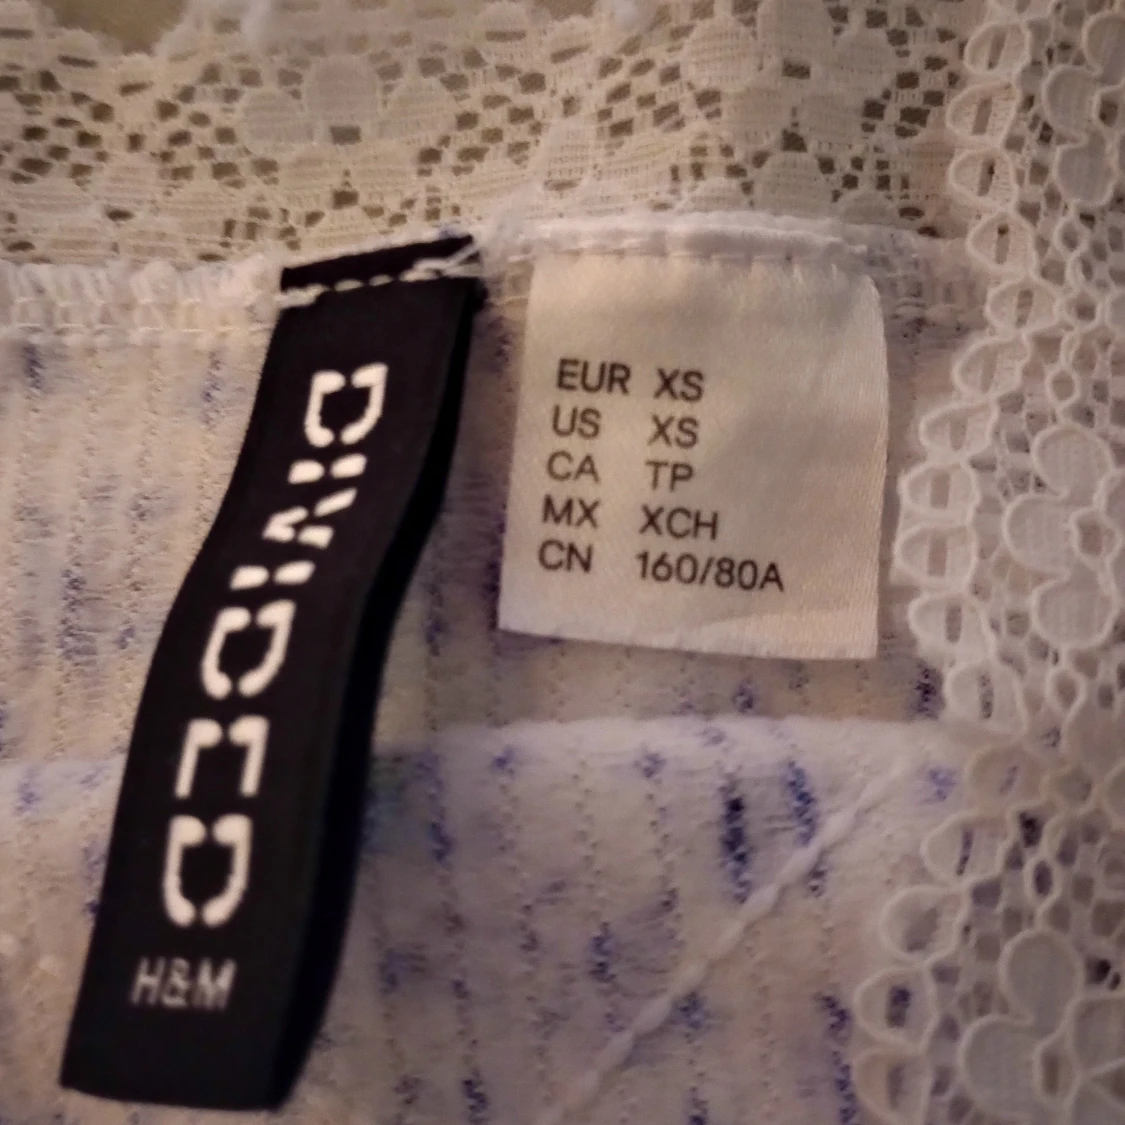 DIVIDED
H&M
EUR XS
US XS
CA TP
MX XCH
CN 160/80A